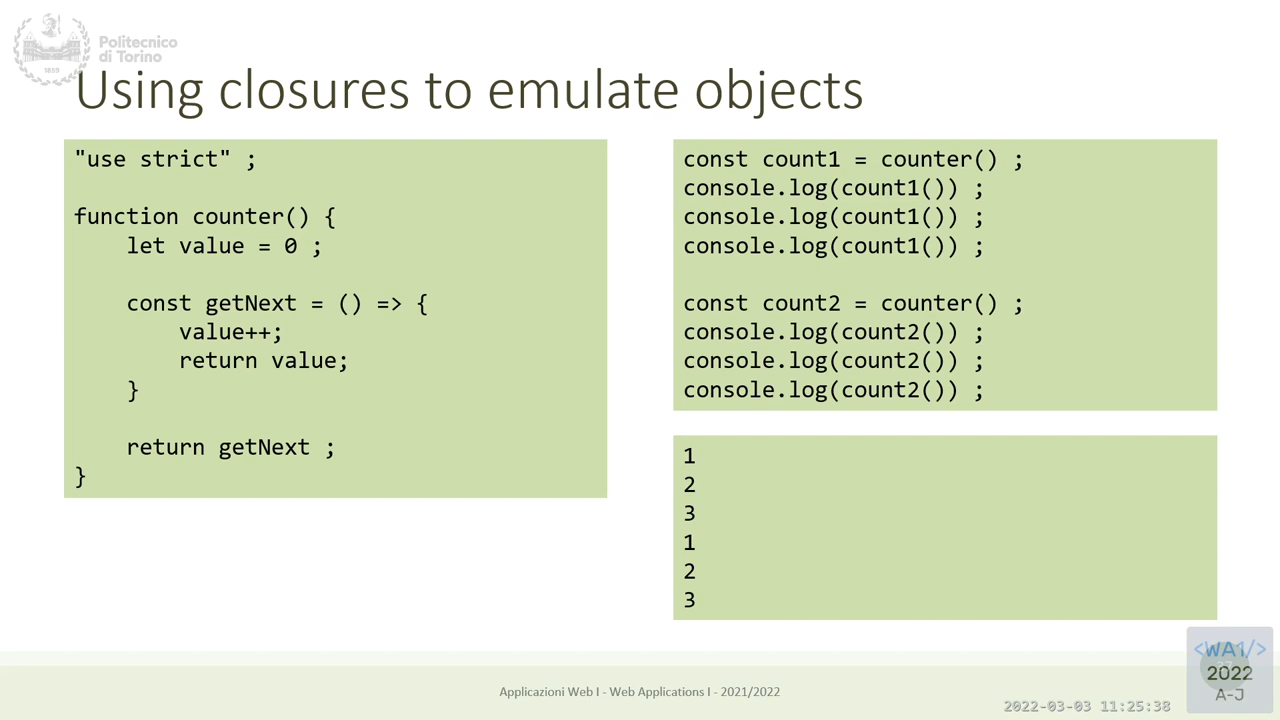 Politecnico
di Torino
1859
Using closures to emulate objects
"use strict" ;
function counter() {
    let value = 0 ;
    const getNext = () => {
        value++;
        return value;
    }
    return getNext ;
}
const count1 = counter() ;
console.log(count1()) ;
console.log(count1()) ;
console.log(count1()) ;
const count2 = counter() ;
console.log(count2()) ;
console.log(count2()) ;
console.log(count2()) ;
1
2
3
1
2
3
Applicazioni Web I - Web Applications I - 2021/2022
2022-03-03 11:25:38
<WA1/>
2022
A-J